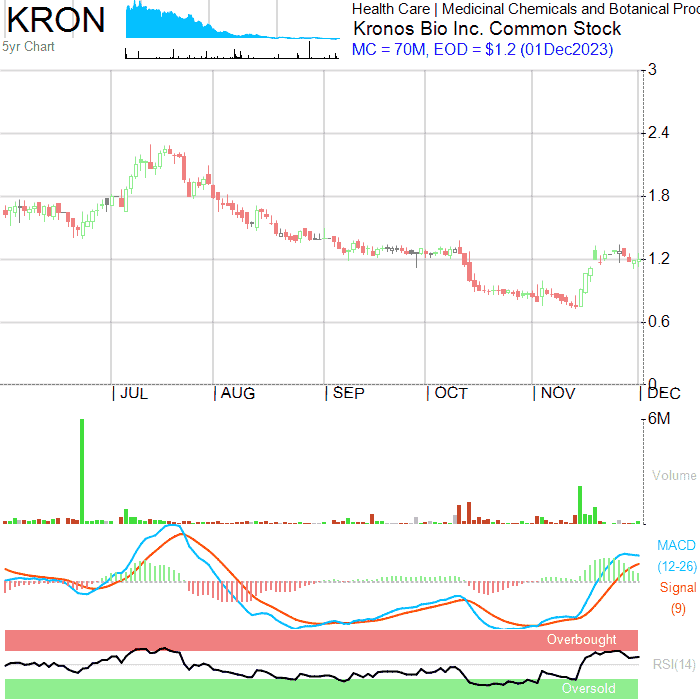 KRON
5yr Chart
Health Care | Medicinal Chemicals and Botanical Proc
Kronos Bio Inc. Common Stock
MC = 70M, EOD = $1.2 (01Dec2023)
3
2.4
1.8
1.2
0.6
0
| JUL | AUG | SEP | OCT | NOV | DEC
6M
Volume
MACD
(12-26)
Signal
(9)
Overbought
RSI(14)
Oversold